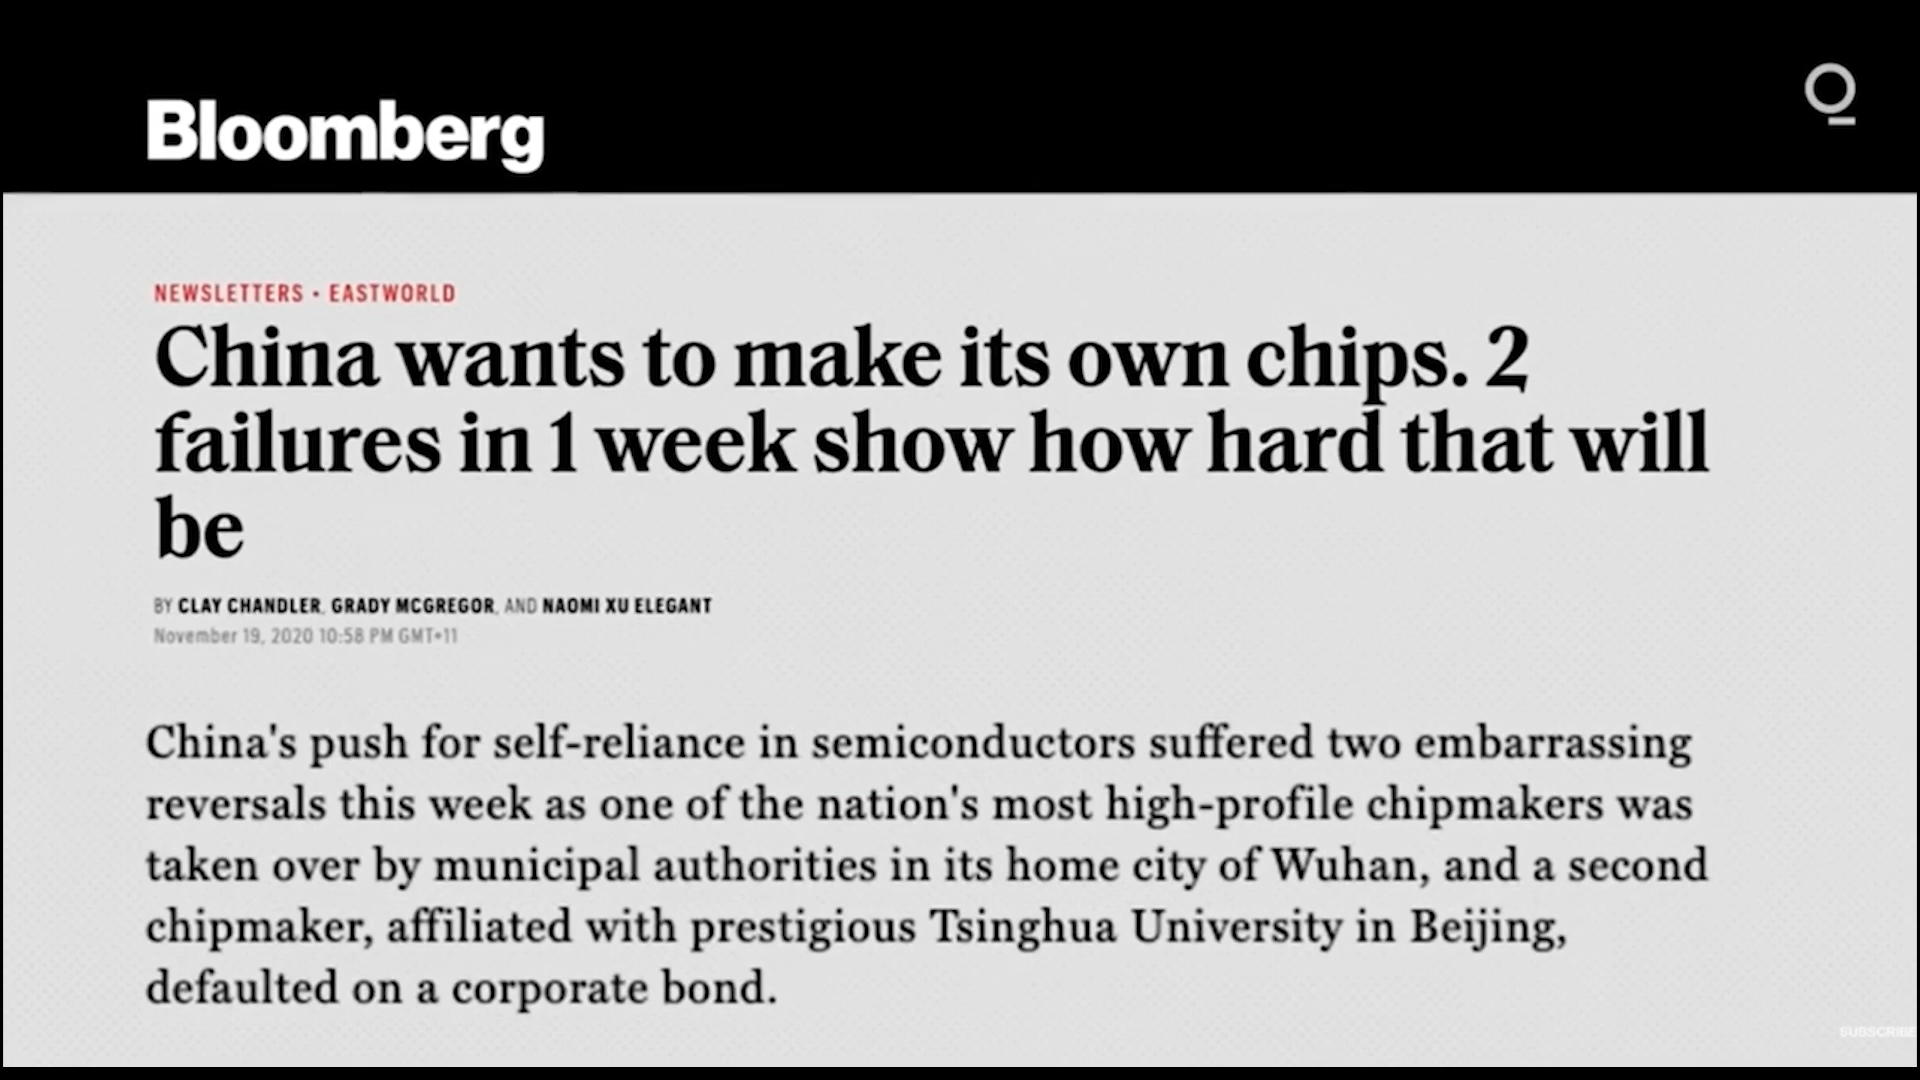 Bloomberg
NEWSLETTERS • EASTWORLD
China wants to make its own chips. 2
failures in 1 week show how hard that will
be
BY CLAY CHANDLER, GRADY MCGREGOR, AND NAOMI XU ELEGANT
November 19, 2020 10:58 PM GMT+11
China's push for self-reliance in semiconductors suffered two embarrassing
reversals this week as one of the nation's most high-profile chipmakers was
taken over by municipal authorities in its home city of Wuhan, and a second
chipmaker, affiliated with prestigious Tsinghua University in Beijing,
defaulted on a corporate bond.
SUBSCRIBE